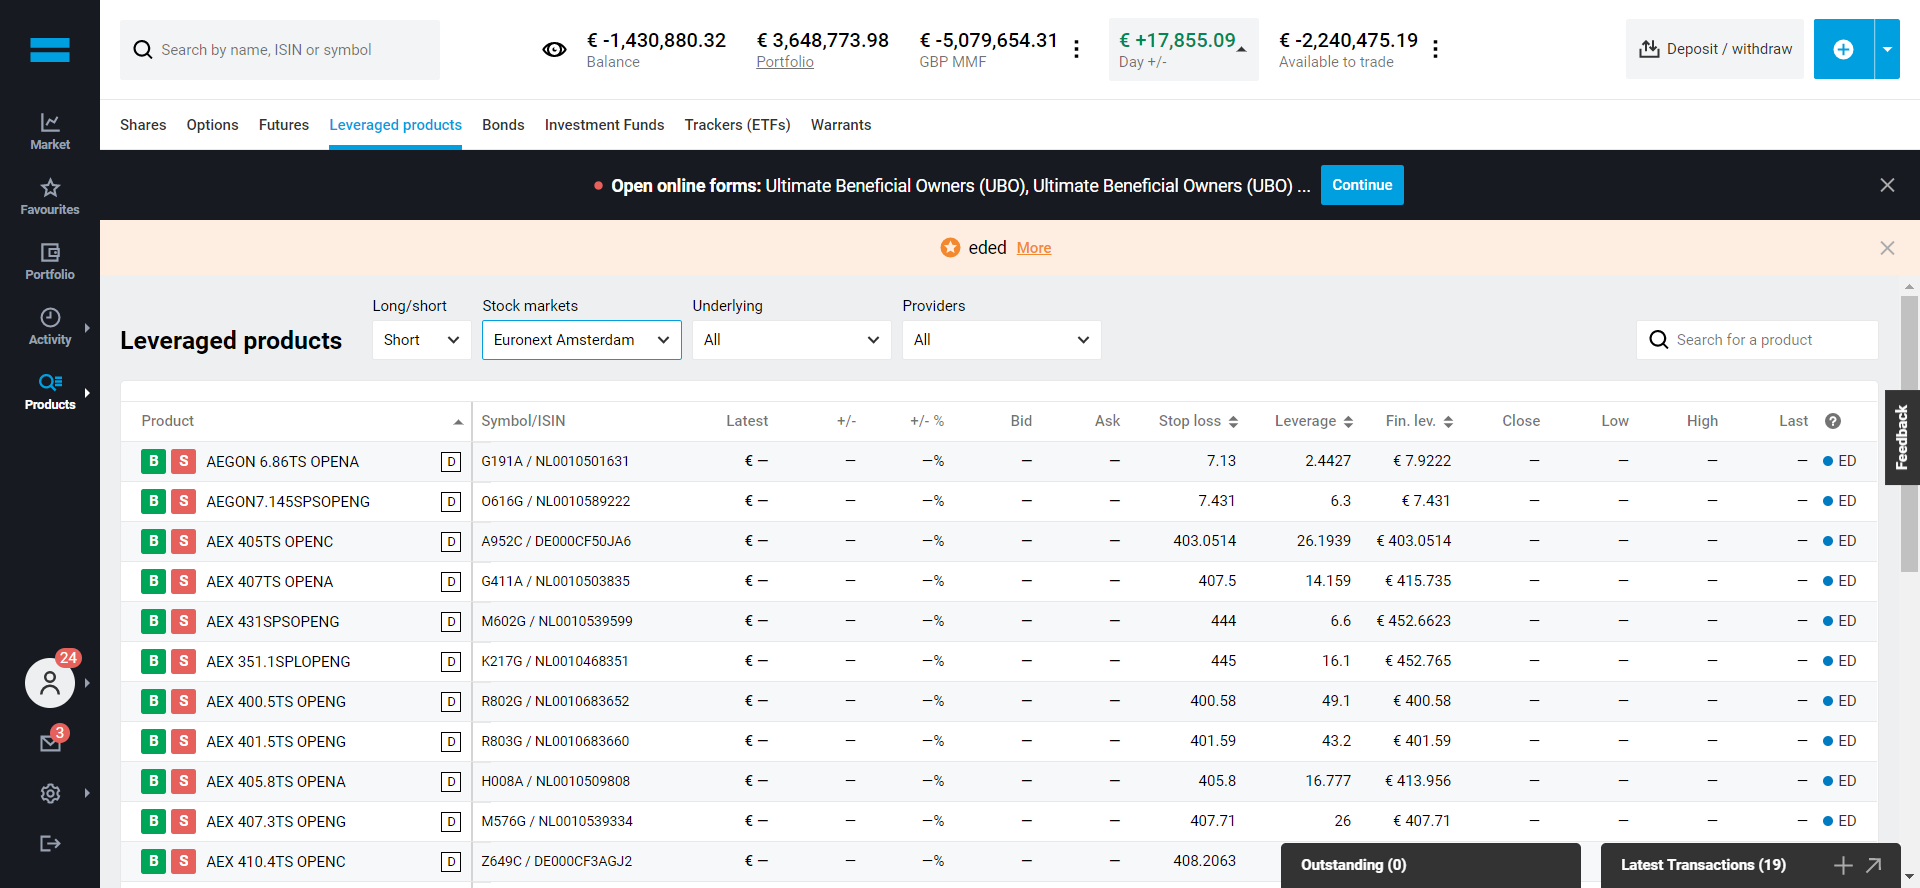 Search by name, ISIN or symbol
€ -1,430,880.32 € 3,648,773.98 € -5,079,654.31 € +17,855.09 € -2,240,475.19
Balance Portfolio GBP MMF Day +/- Available to trade
Deposit / withdraw
Shares Options Futures Leveraged products Bonds Investment Funds Trackers (ETFs) Warrants
Market
Favourites
Portfolio
Activity
Products
24
3
Open online forms: Ultimate Beneficial Owners (UBO), Ultimate Beneficial Owners (UBO) ... Continue
eded More
Long/short Stock markets Underlying Providers
Leveraged products Short Euronext Amsterdam All All Search for a product
Feedback
Product Symbol/ISIN Latest +/- +/- % Bid Ask Stop loss Leverage Fin. lev. Close Low High Last ?
B S AEGON 6.86TS OPENA D G191A / NL0010501631 € — — —% — — 7.13 2.4427 € 7.9222 — — — — ED
B S AEGON7.145SPSOPENG D O616G / NL0010589222 € — — —% — — 7.431 6.3 € 7.431 — — — — ED
B S AEX 405TS OPENC D A952C / DE000CF50JA6 € — — —% — — 403.0514 26.1939 € 403.0514 — — — — ED
B S AEX 407TS OPENA D G411A / NL0010503835 € — — —% — — 407.5 14.159 € 415.735 — — — — ED
B S AEX 431SPSOPENG D M602G / NL0010539599 € — — —% — — 444 6.6 € 452.6623 — — — — ED
B S AEX 351.1SPLOPENG D K217G / NL0010468351 € — — —% — — 445 16.1 € 452.765 — — — — ED
B S AEX 400.5TS OPENG D R802G / NL0010683652 € — — —% — — 400.58 49.1 € 400.58 — — — — ED
B S AEX 401.5TS OPENG D R803G / NL0010683660 € — — —% — — 401.59 43.2 € 401.59 — — — — ED
B S AEX 405.8TS OPENA D H008A / NL0010509808 € — — —% — — 405.8 16.777 € 413.956 — — — — ED
B S AEX 407.3TS OPENG D M576G / NL0010539334 € — — —% — — 407.71 26 € 407.71 — — — — ED
B S AEX 410.4TS OPENC D Z649C / DE000CF3AGJ2 € — — —% — — 408.2063
Outstanding (0) Latest Transactions (19)